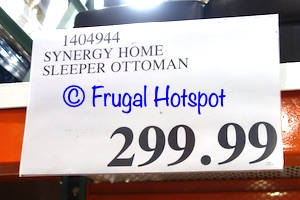 1404944
SYNERGY HOME
SLEEPER OTTOMAN
© Frugal Hotspot
299.99